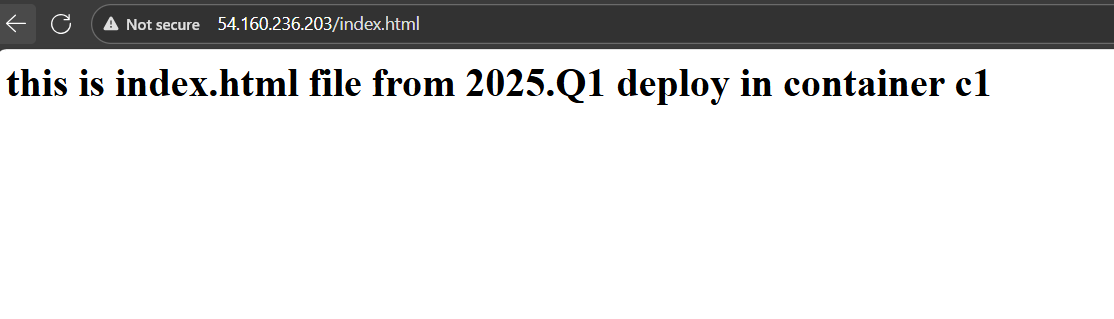 Not secure 54.160.236.203/index.html
this is index.html file from 2025.Q1 deploy in container c1